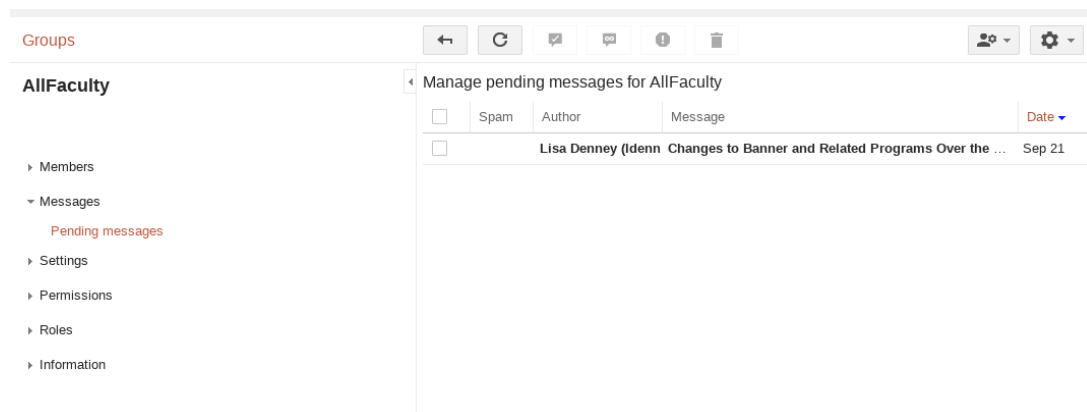 Groups
AllFaculty
Members
Messages
Pending messages
Settings
Permissions
Roles
Information
Manage pending messages for AllFaculty
Spam Author Message Date
Lisa Denney (Idenn Changes to Banner and Related Programs Over the ... Sep 21